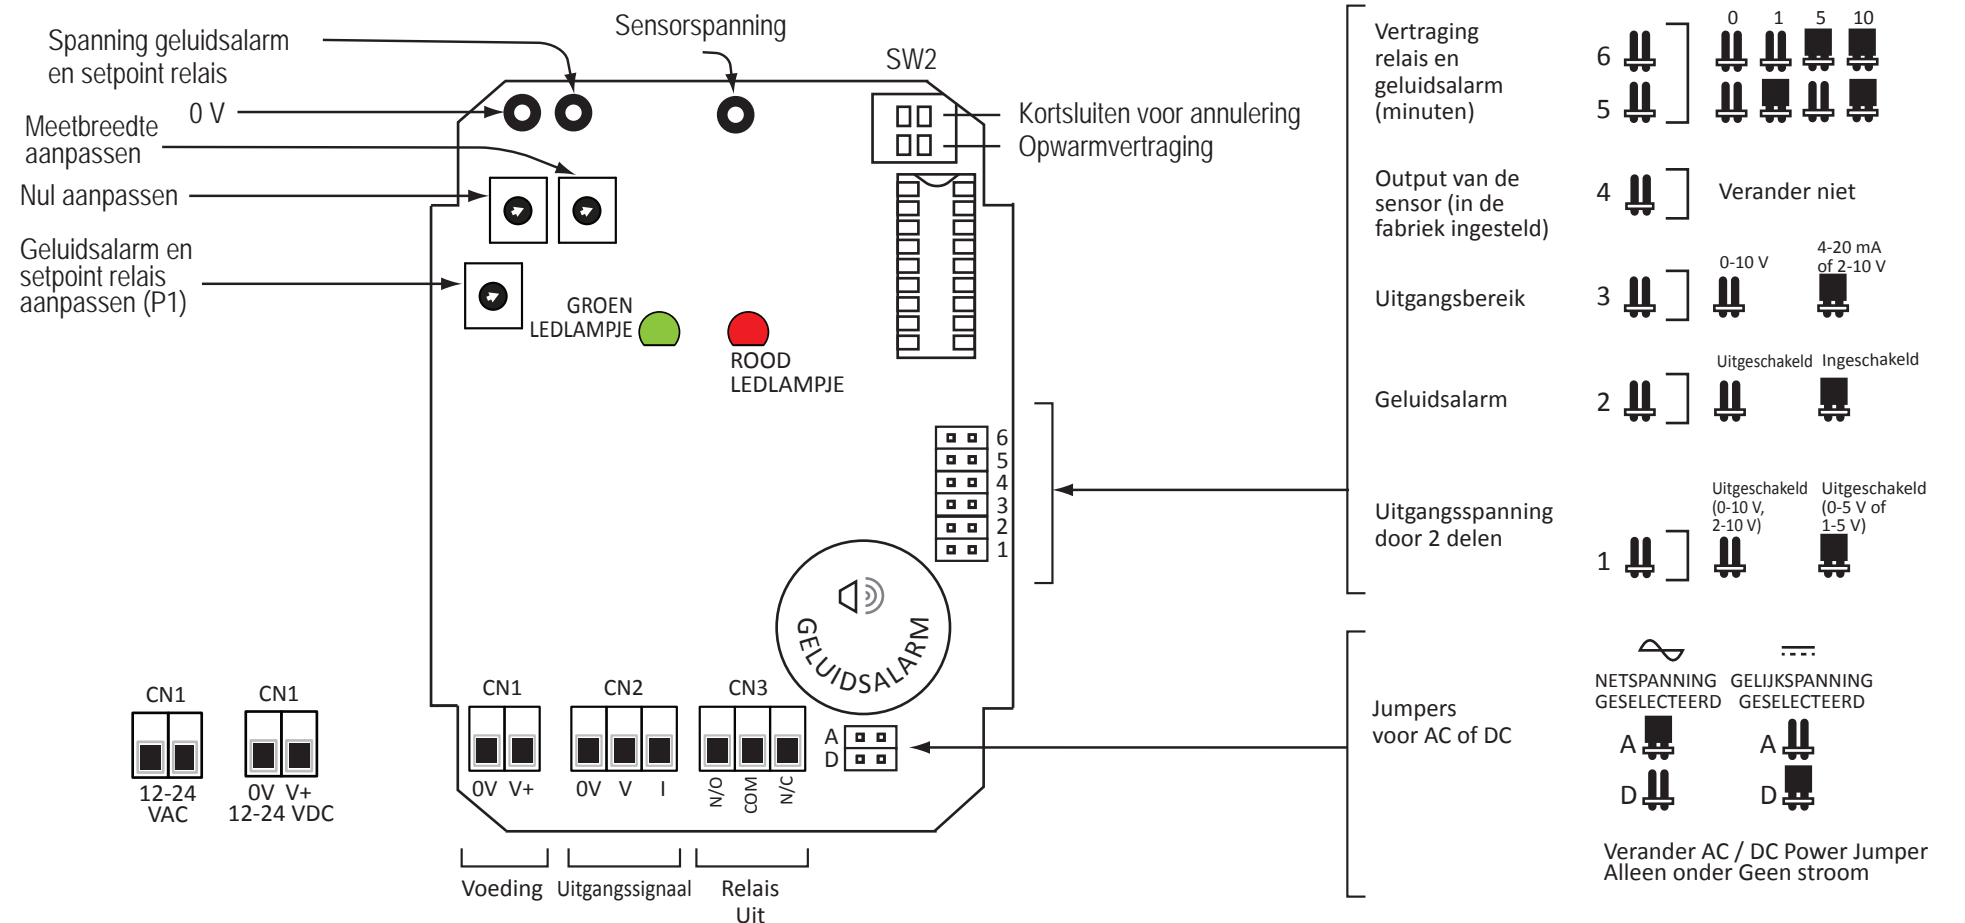 Spanning geluidsalarm
en setpoint relais
0 V
Meetbreedte
aanpassen
Nul aanpassen
Geluidsalarm en
setpoint relais
aanpassen (P1)
Sensorspanning
SW2
Kortsluiten voor annulering
Opwarmvertraging
GROEN
LEDLAMPJE
ROOD
LEDLAMPJE
6
5
4
3
2
1
GELUIDSALARM
CN1
12-24
VAC
CN1
0V V+
12-24 VDC
CN1
0V V+
CN2
0V V I
CN3
N/O COM N/C
A
D
Voeding
Uitgangssignaal
Relais
Uit
Vertraging
relais en
geluidsalarm
(minuten)
6
5
0 1 5 10
Output van de
sensor (in de
fabriek ingesteld)
4
Verander niet
Uitgangsbereik
3
0-10 V
4-20 mA
of 2-10 V
Geluidsalarm
2
Uitgeschakeld Ingeschakeld
Uitgangsspanning
door 2 delen
1
Uitgeschakeld
(0-10 V,
2-10 V)
Uitgeschakeld
(0-5 V of
1-5 V)
Jumpers
voor AC of DC
NETSPANNING
GESELECTEERD
GELIJKSPANNING
GESELECTEERD
A A
D D
Verander AC / DC Power Jumper
Alleen onder Geen stroom